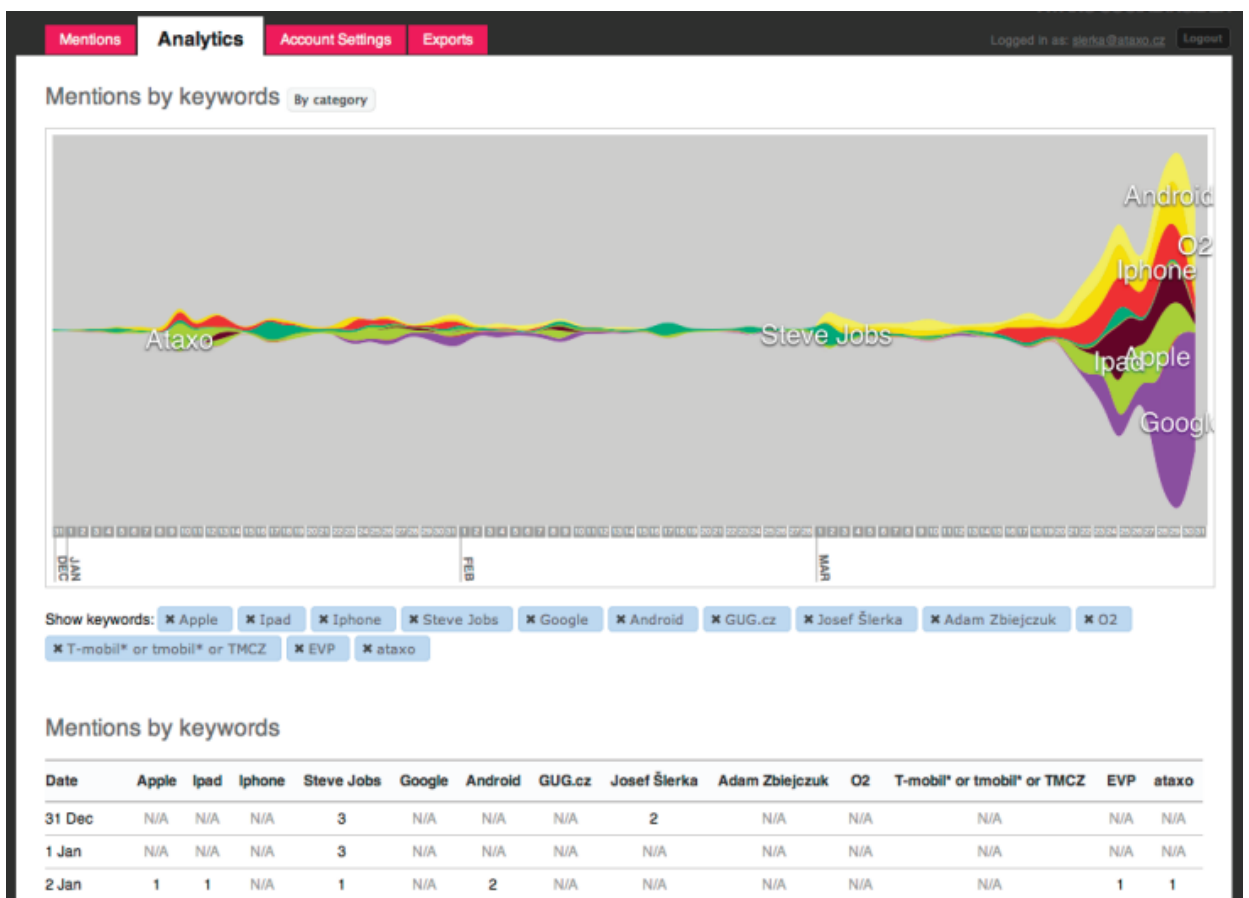 Mentions Analytics Account Settings Exports Logged in as: slerka@ataxo.cz Logout
Mentions by keywords By category
Android
O2
Iphone
Ataxo
Steve Jobs
Ipad
Apple
Googl
DEC
JAN
FEB
MAR
Show keywords: ✖ Apple ✖ Ipad ✖ Iphone ✖ Steve Jobs ✖ Google ✖ Android ✖ GUG.cz ✖ Josef Šlerka ✖ Adam Zbiejczuk ✖ O2
✖ T-mobil* or tmobil* or TMCZ ✖ EVP ✖ ataxo
Mentions by keywords
Date Apple Ipad Iphone Steve Jobs Google Android GUG.cz Josef Šlerka Adam Zbiejczuk O2 T-mobil* or tmobil* or TMCZ EVP ataxo
31 Dec N/A N/A N/A 3 N/A N/A N/A 2 N/A N/A N/A N/A N/A
1 Jan N/A N/A N/A 3 N/A N/A N/A N/A N/A N/A N/A N/A N/A
2 Jan 1 1 N/A 1 N/A 2 N/A N/A N/A N/A N/A 1 1